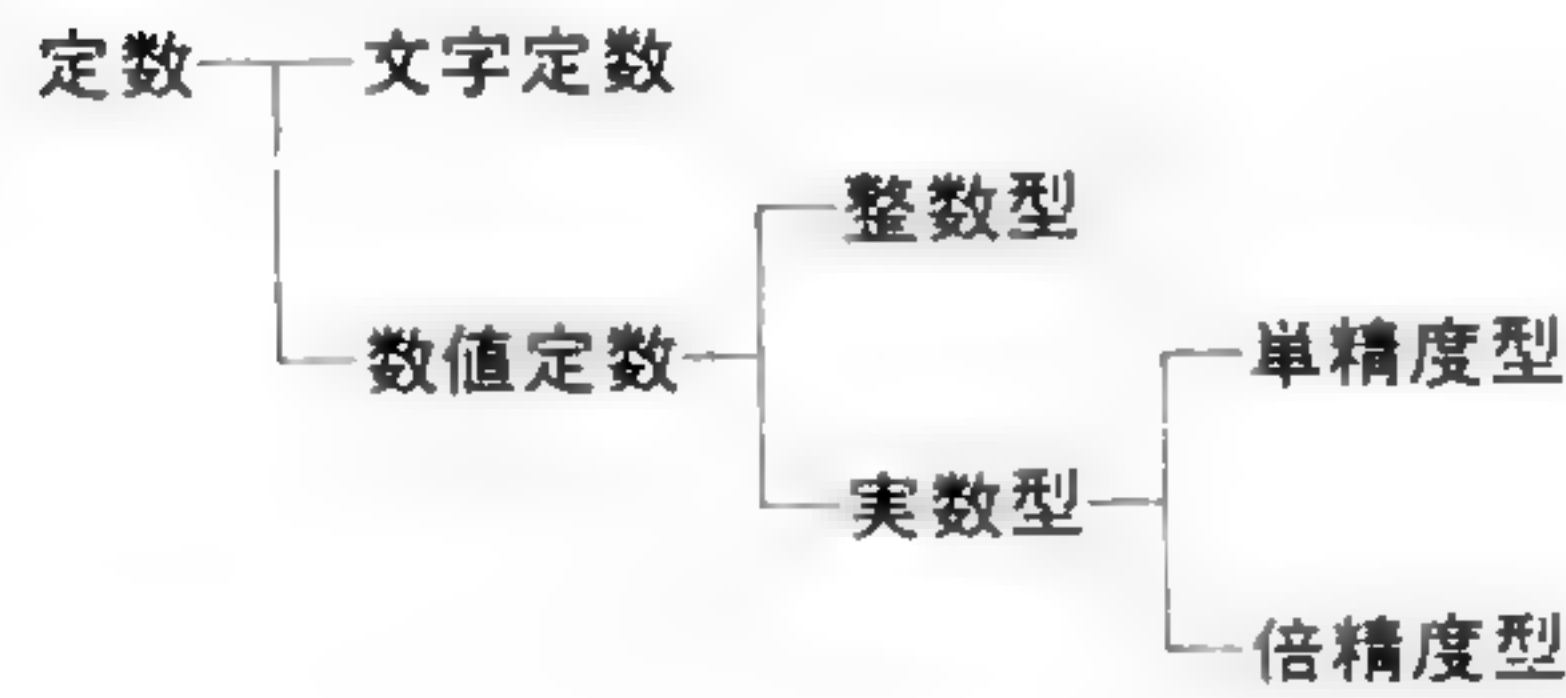 定数 文字定数
整数型
数値定数 単精度型
実数型
倍精度型